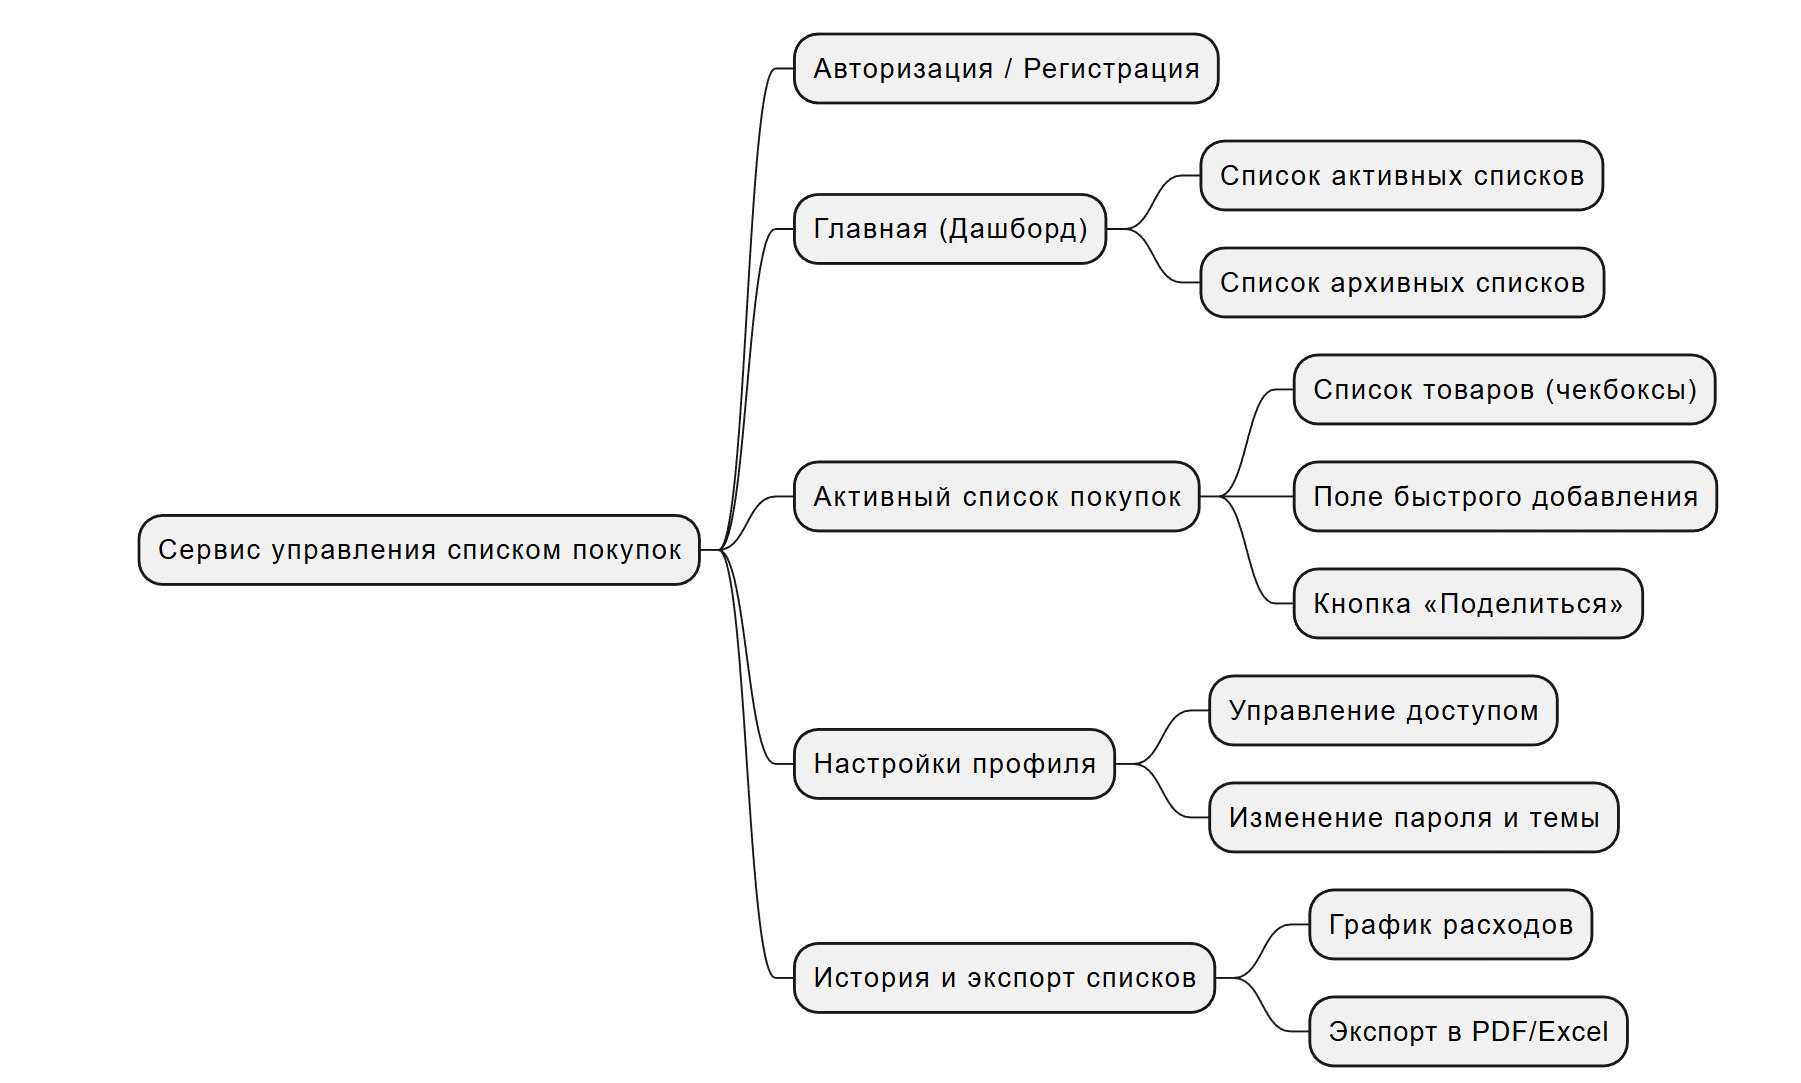 Сервис управления списком покупок
Авторизация / Регистрация
Главная (Дашборд)
Список активных списков
Список архивных списков
Активный список покупок
Список товаров (чекбоксы)
Поле быстрого добавления
Кнопка «Поделиться»
Настройки профиля
Управление доступом
Изменение пароля и темы
История и экспорт списков
График расходов
Экспорт в PDF/Excel